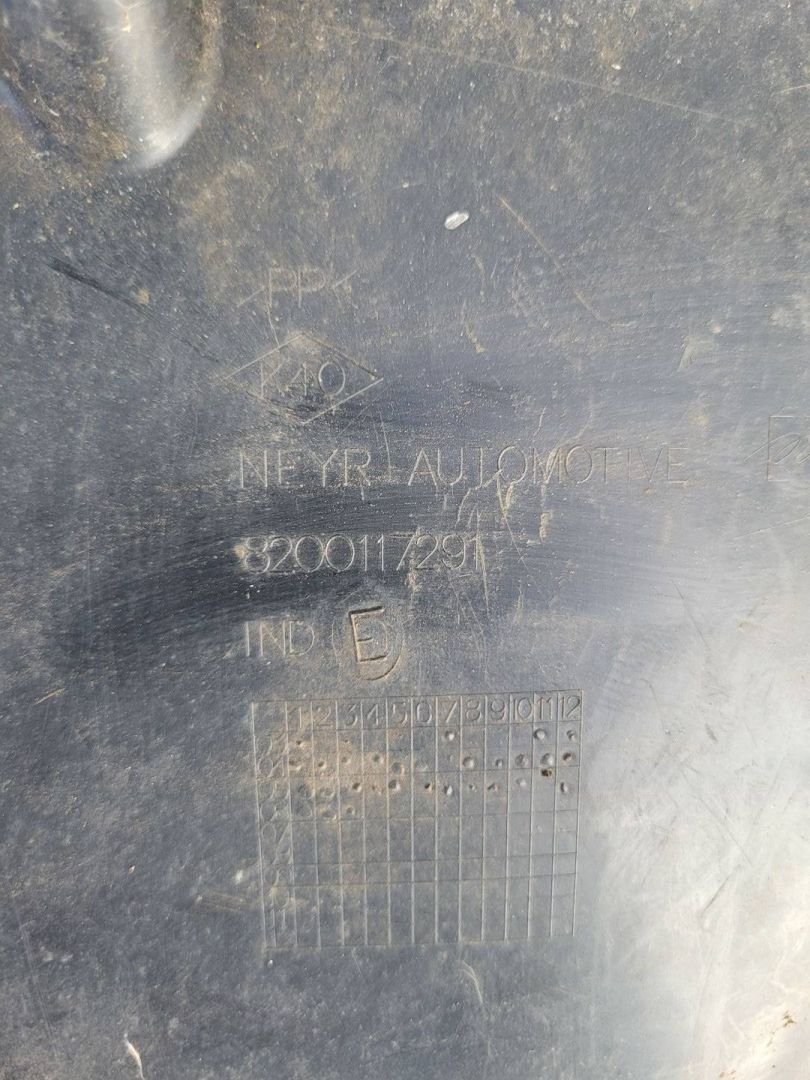 >PP<
K40
NEYR AUTOMOTIVE
8200117291
IND E
1 2 3 4 5 6 7 8 9 10 11 12